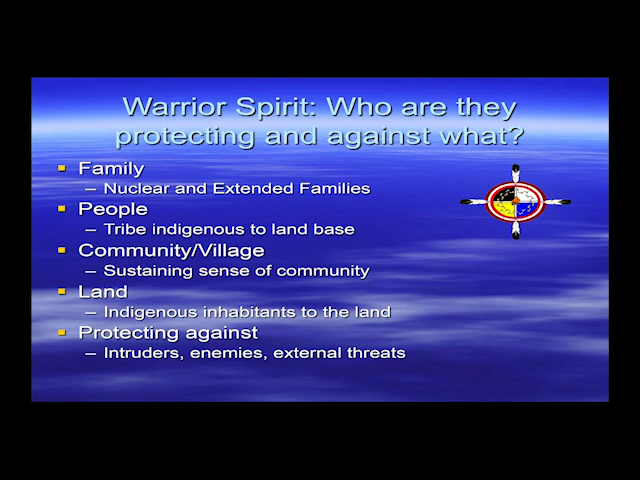 Warrior Spirit: Who are they
protecting and against what?
Family
– Nuclear and Extended Families
People
– Tribe indigenous to land base
Community/Village
– Sustaining sense of community
Land
– Indigenous inhabitants to the land
Protecting against
– Intruders, enemies, external threats